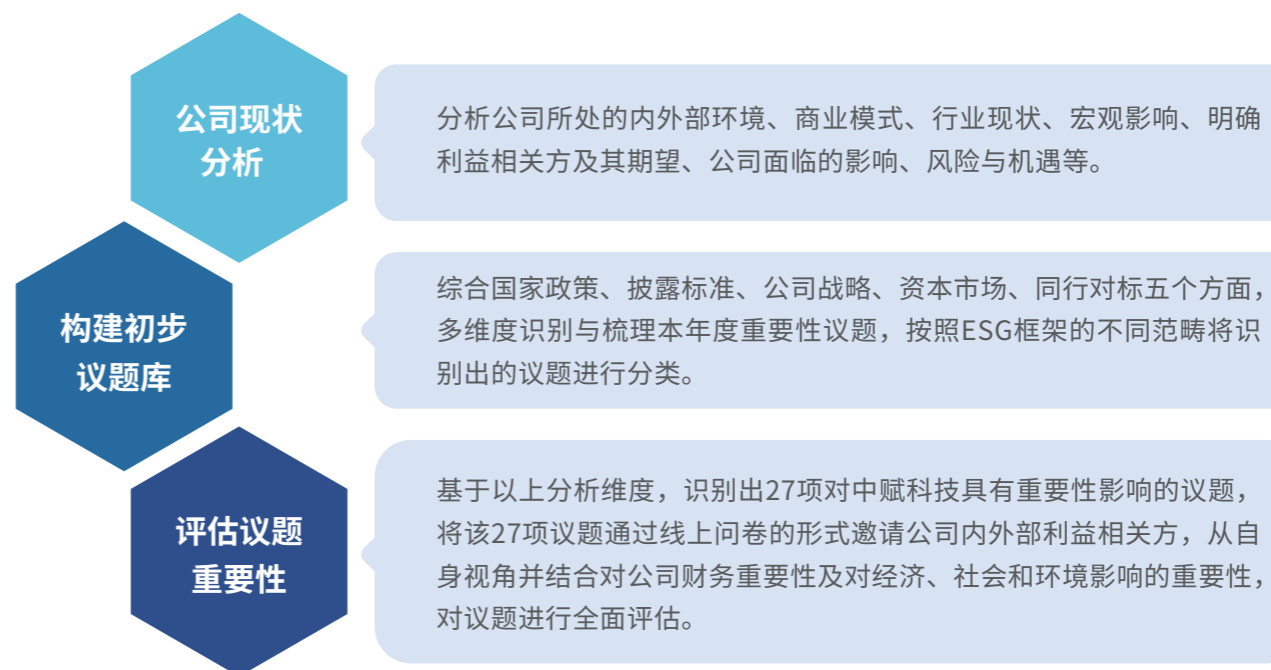 公司现状
分析
分析公司所处的内外部环境、商业模式、行业现状、宏观影响、明确
利益相关方及其期望、公司面临的影响、风险与机遇等。
构建初步
议题库
综合国家政策、披露标准、公司战略、资本市场、同行对标五个方面，
多维度识别与梳理本年度重要性议题，按照ESG框架的不同范畴将识
别出的议题进行分类。
评估议题
重要性
基于以上分析维度，识别出27项对中赋科技具有重要性影响的议题，
将该27项议题通过线上问卷的形式邀请公司内外部利益相关方，从自
身视角并结合对公司财务重要性及对经济、社会和环境影响的重要性，
对议题进行全面评估。